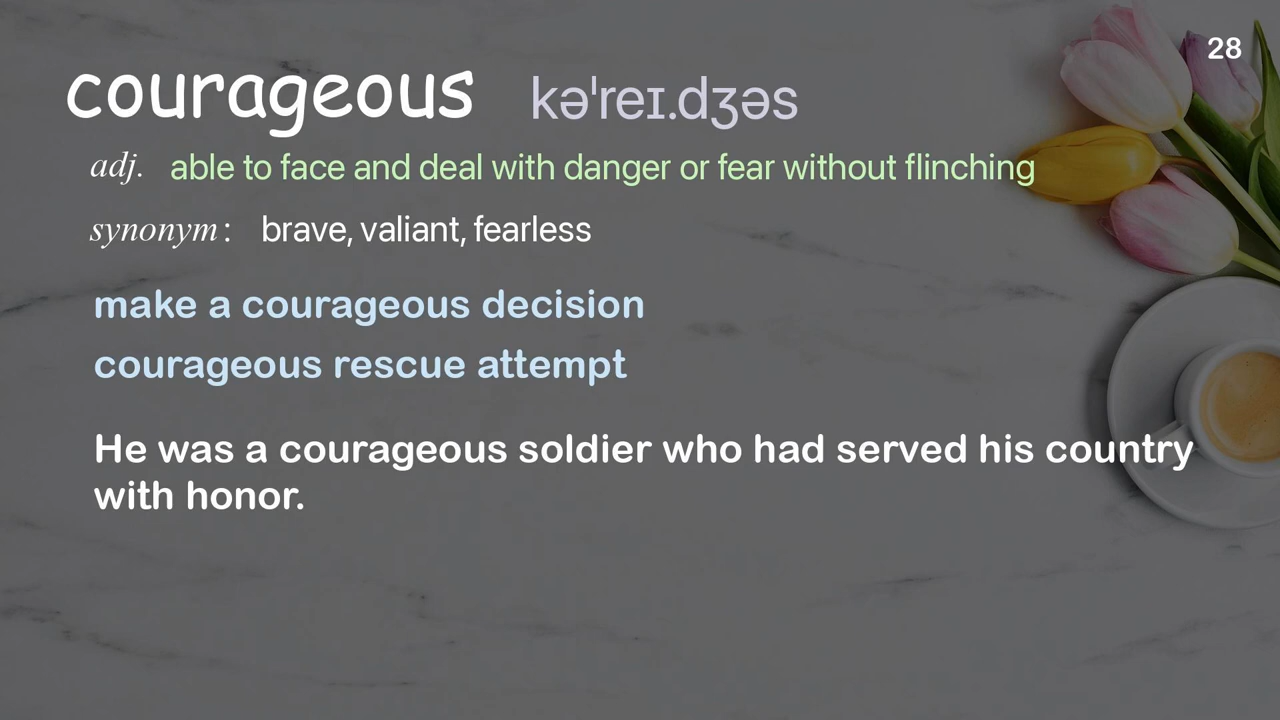 28
courageous kəˈreɪ.dʒəs
adj. able to face and deal with danger or fear without flinching
synonym: brave, valiant, fearless
make a courageous decision
courageous rescue attempt
He was a courageous soldier who had served his country
with honor.